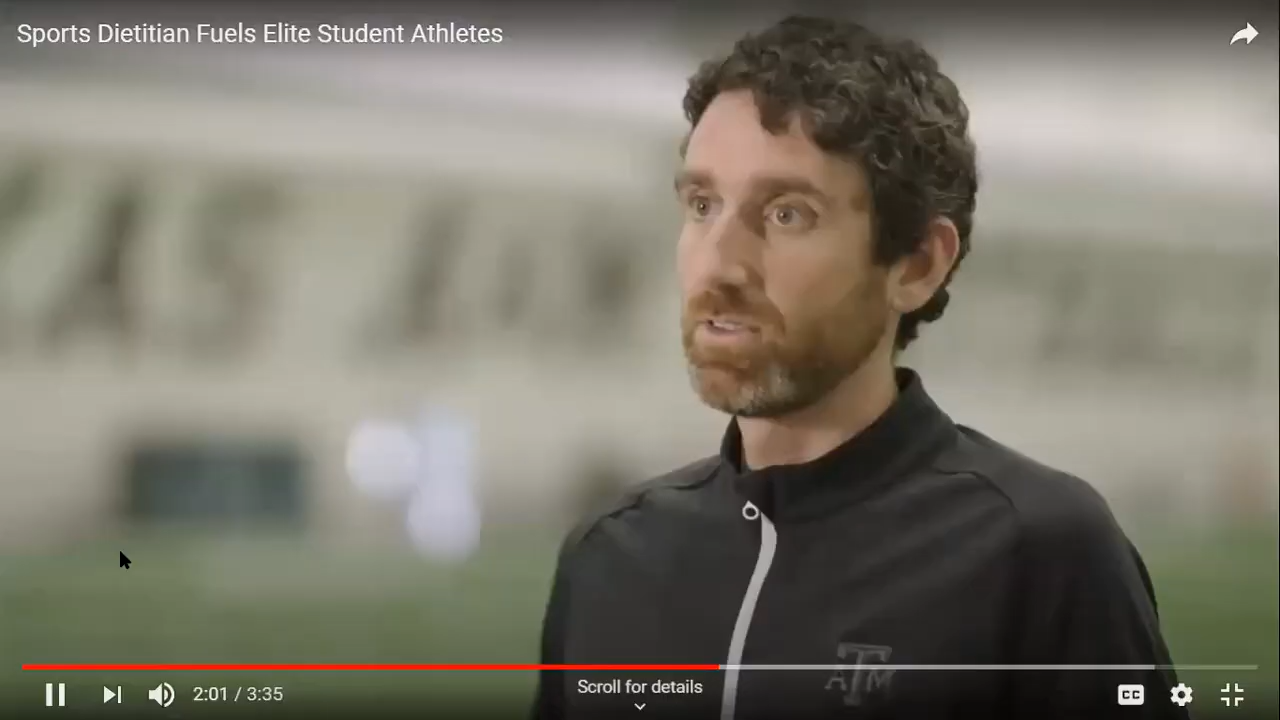 Sports Dietitian Fuels Elite Student Athletes
ATM
2:01 / 3:35
Scroll for details
CC